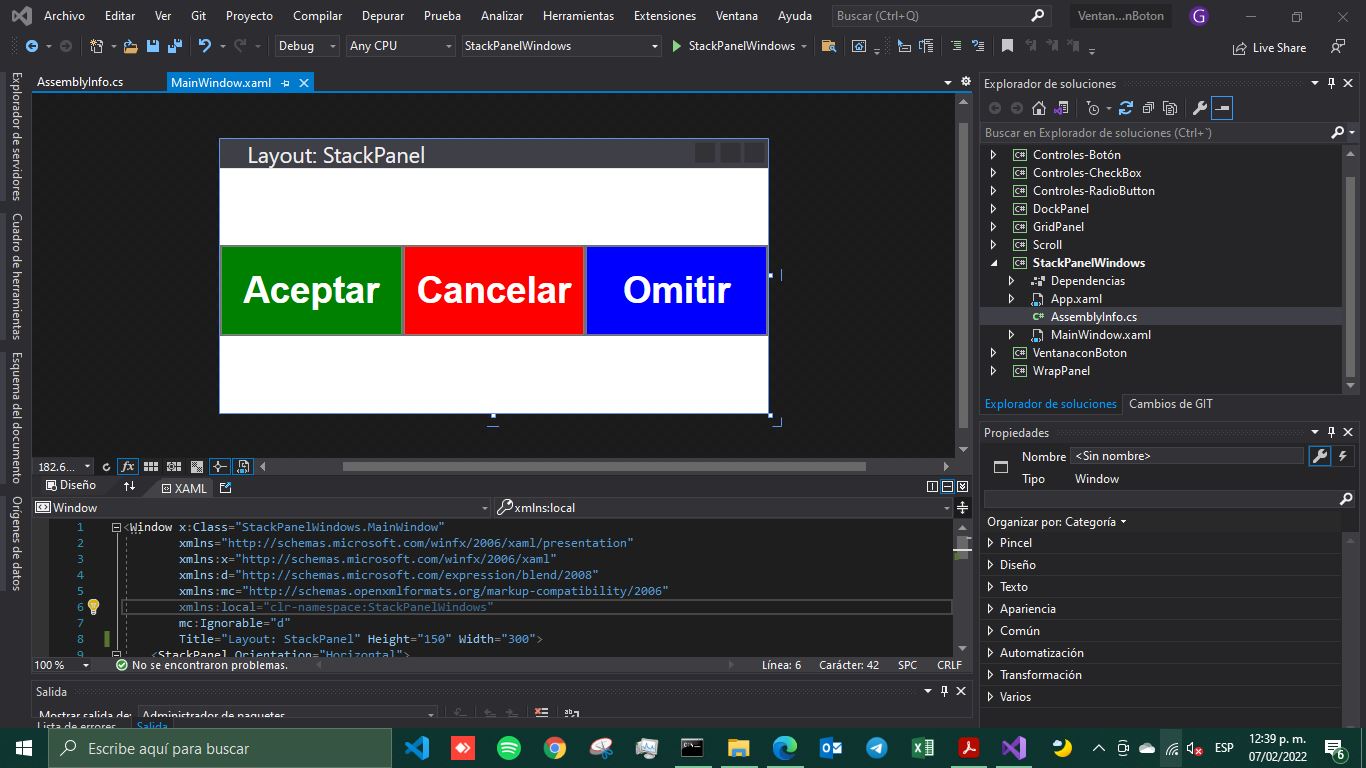 Archivo Editar Ver Git Proyecto Compilar Depurar Prueba Analizar Herramientas Extensiones Ventana Ayuda Buscar (Ctrl+Q) Ventan...nBoton G
Debug Any CPU StackPanelWindows StackPanelWindows Live Share
Explorador de servidores
Cuadro de herramientas
Esquema del documento
Orígenes de datos
AssemblyInfo.cs MainWindow.xaml
Layout: StackPanel
Aceptar Cancelar Omitir
182.6...
Diseño XAML
Window xmlns:local
1 <Window x:Class="StackPanelWindows.MainWindow"
2 xmlns="http://schemas.microsoft.com/winfx/2006/xaml/presentation"
3 xmlns:x="http://schemas.microsoft.com/winfx/2006/xaml"
4 xmlns:d="http://schemas.microsoft.com/expression/blend/2008"
5 xmlns:mc="http://schemas.openxmlformats.org/markup-compatibility/2006"
6 xmlns:local="clr-namespace:StackPanelWindows"
7 mc:Ignorable="d"
8 Title="Layout: StackPanel" Height="150" Width="300">
9 <StackPanel Orientation="Horizontal">
100 % No se encontraron problemas. Línea: 6 Carácter: 42 SPC CRLF
Salida
Mostrar salida de: Administrador de paquetes
Lista de errores Salida
Explorador de soluciones
Buscar en Explorador de soluciones (Ctrl+`)
C# Controles-Botón
C# Controles-CheckBox
C# Controles-RadioButton
C# DockPanel
C# GridPanel
C# Scroll
C# StackPanelWindows
Dependencias
App.xaml
C# AssemblyInfo.cs
MainWindow.xaml
C# VentanaconBoton
C# WrapPanel
Explorador de soluciones Cambios de GIT
Propiedades
Nombre <Sin nombre>
Tipo Window
Organizar por: Categoría
Pincel
Diseño
Texto
Apariencia
Común
Automatización
Transformación
Varios
Escribe aquí para buscar
ESP
12:39 p. m.
07/02/2022
6